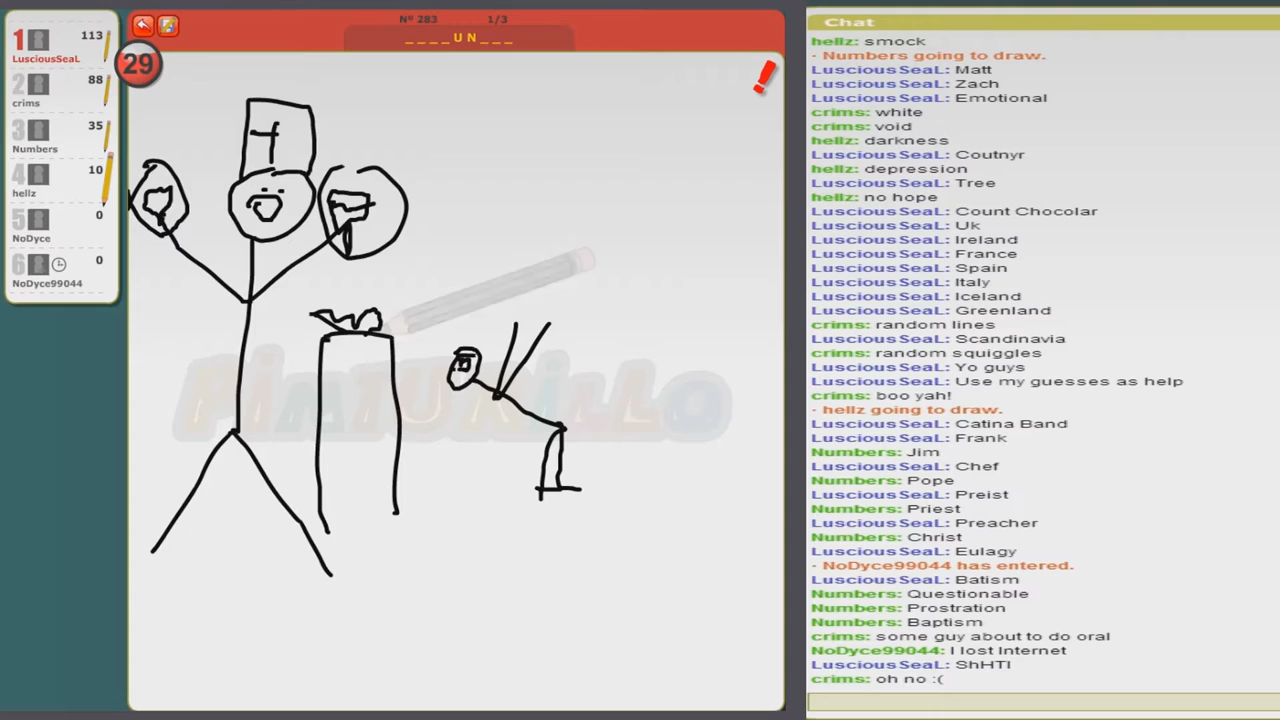 1 113
LusciousSeaL
2 88
crims
3 35
Numbers
4 10
hellz
5 0
NoDyce
6 0
NoDyce99044
29
Nº 283 1/3
_ _ _ _ U N _ _ _
PiNTURiLLO
Chat
hellz: smock
- Numbers going to draw.
LusciousSeaL: Matt
LusciousSeaL: Zach
LusciousSeaL: Emotional
crims: white
crims: void
hellz: darkness
LusciousSeaL: Coutnyr
hellz: depression
LusciousSeaL: Tree
hellz: no hope
LusciousSeaL: Count Chocolar
LusciousSeaL: Uk
LusciousSeaL: Ireland
LusciousSeaL: France
LusciousSeaL: Spain
LusciousSeaL: Italy
LusciousSeaL: Iceland
LusciousSeaL: Greenland
crims: random lines
LusciousSeaL: Scandinavia
crims: random squiggles
LusciousSeaL: Yo guys
LusciousSeaL: Use my guesses as help
crims: boo yah!
- hellz going to draw.
LusciousSeaL: Catina Band
LusciousSeaL: Frank
Numbers: Jim
LusciousSeaL: Chef
Numbers: Pope
LusciousSeaL: Preist
Numbers: Priest
LusciousSeaL: Preacher
Numbers: Christ
LusciousSeaL: Eulagy
- NoDyce99044 has entered.
LusciousSeaL: Batism
Numbers: Questionable
Numbers: Prostration
Numbers: Baptism
crims: some guy about to do oral
NoDyce99044: I lost Internet
LusciousSeaL: ShHTI
crims: oh no :(